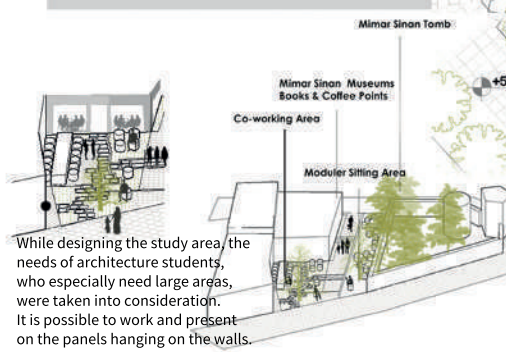 Mimar Sinan Tomb
+5
Mimar Sinan Museums
Books & Coffee Points
Co-working Area
Moduler Sitting Area
While designing the study area, the
needs of architecture students,
who especially need large areas,
were taken into consideration.
It is possible to work and present
on the panels hanging on the walls.